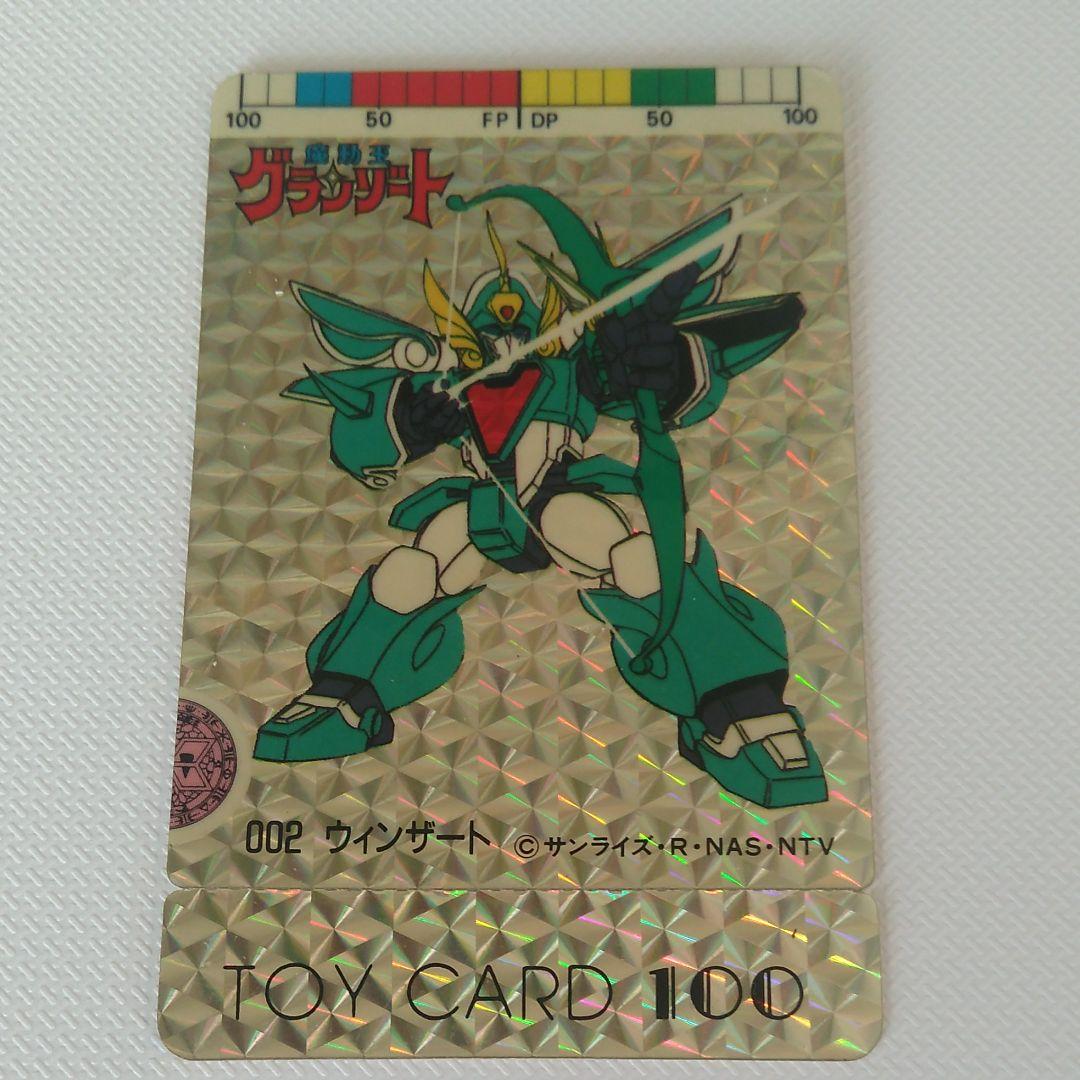 100 50 FP DP 50 100
魔動王
グランゾート
002 ウィンザート ©サンライズ・R・NAS・NTV
TOY CARD 100